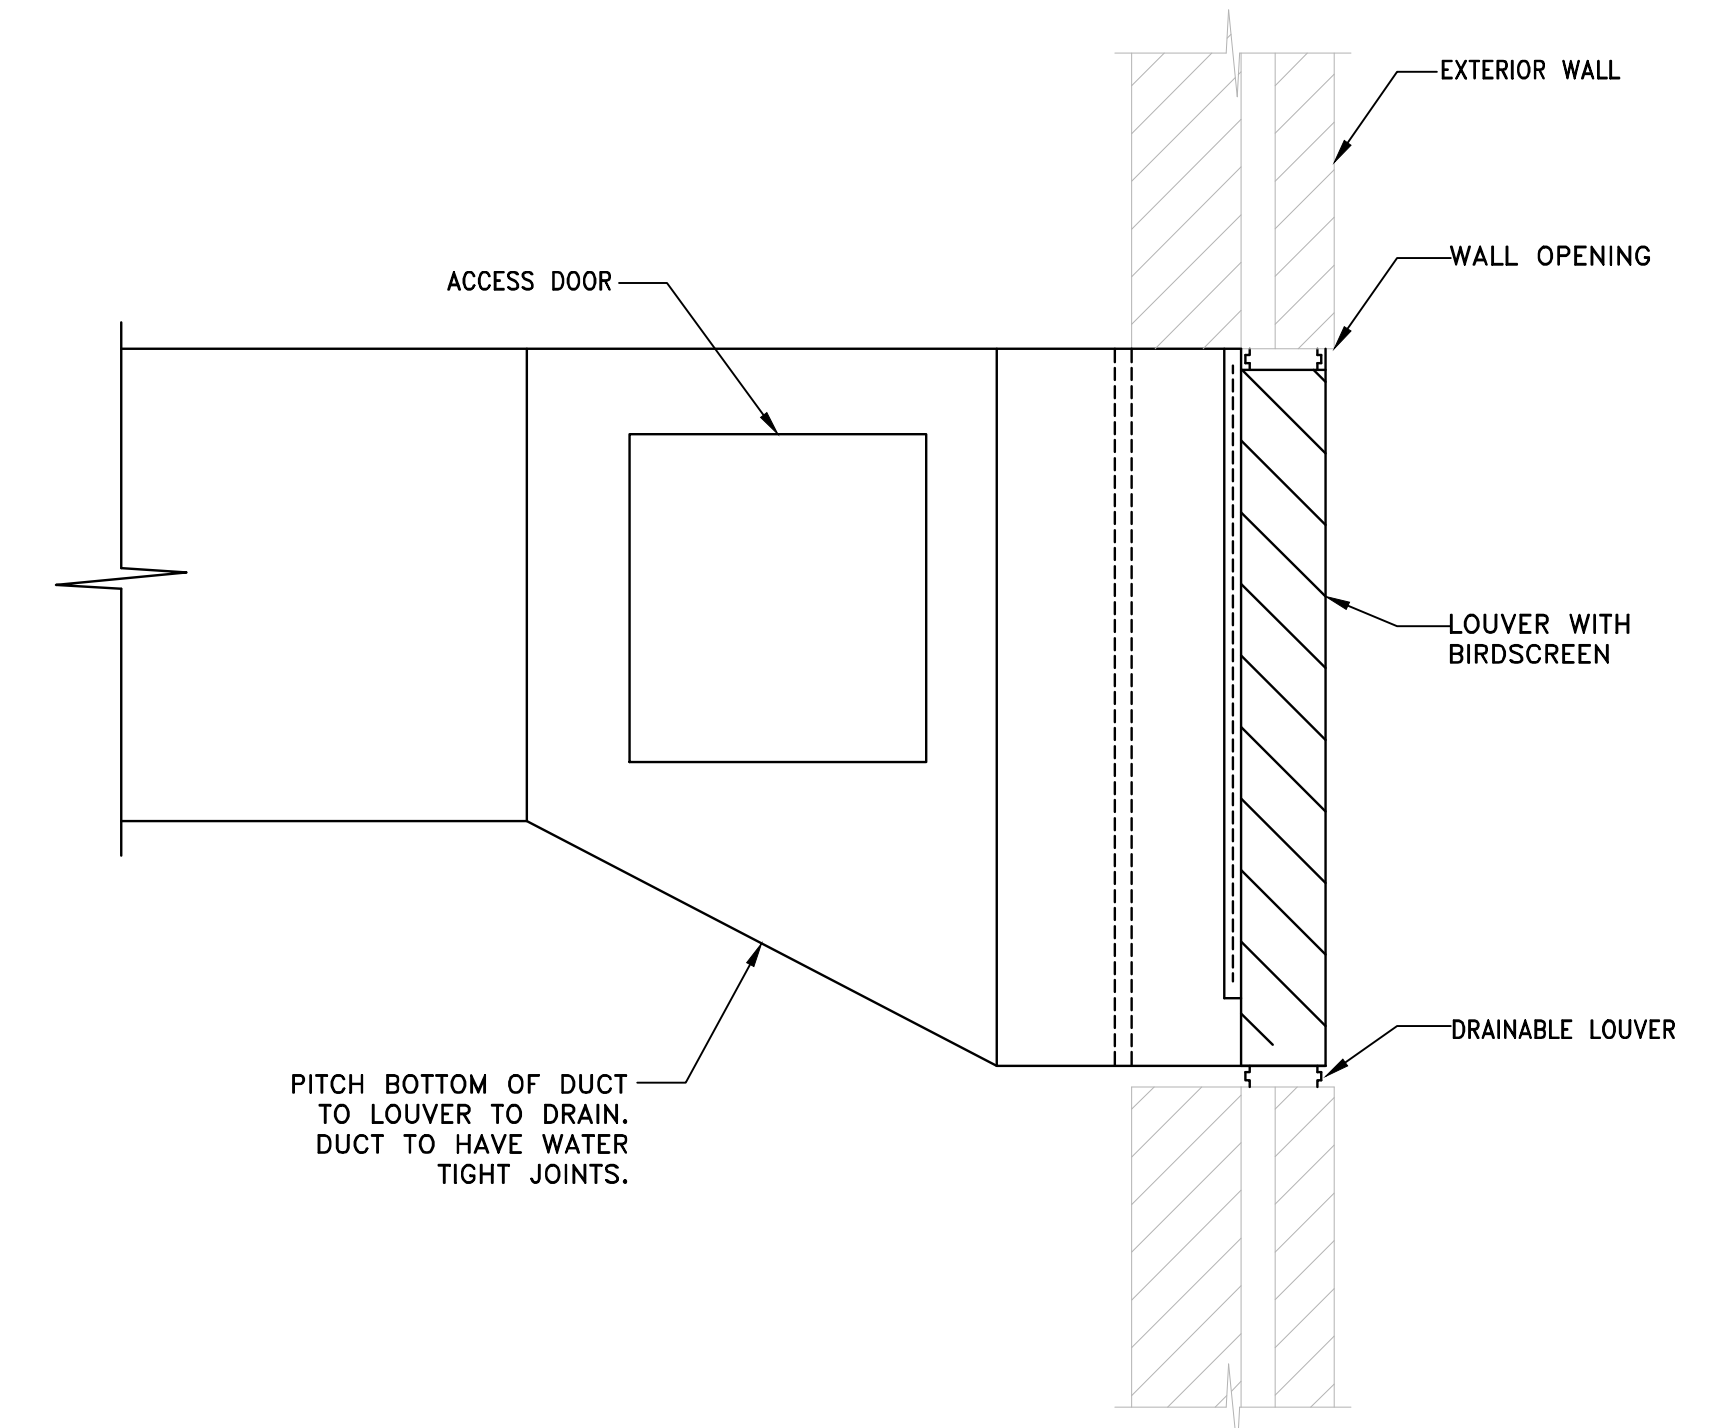 EXTERIOR WALL
WALL OPENING
ACCESS DOOR
LOUVER WITH
BIRDSCREEN
DRAINABLE LOUVER
PITCH BOTTOM OF DUCT
TO LOUVER TO DRAIN.
DUCT TO HAVE WATER
TIGHT JOINTS.